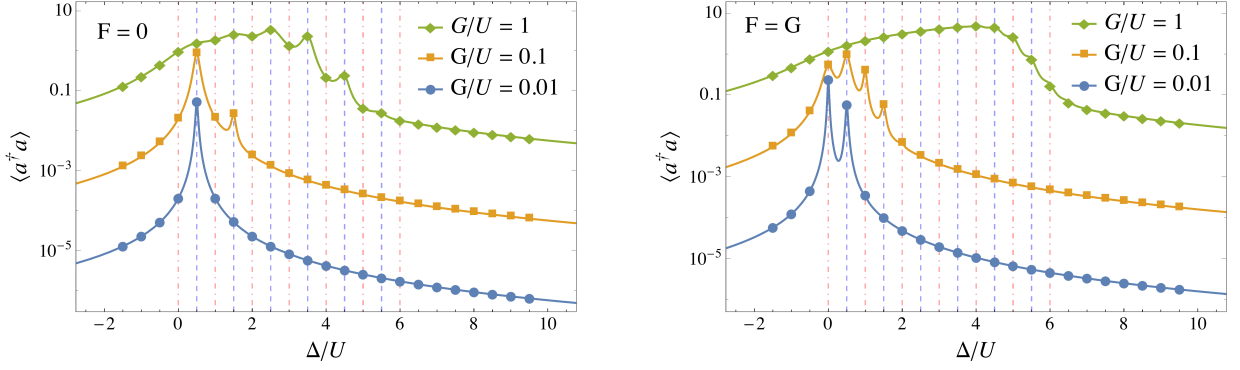 F = 0
G/U = 1
G/U = 0.1
G/U = 0.01
10
0.1
10⁻³
10⁻⁵
⟨a†a⟩
−2 0 2 4 6 8 10
Δ/U
F = G
G/U = 1
G/U = 0.1
G/U = 0.01
10
0.1
10⁻³
10⁻⁵
⟨a†a⟩
−2 0 2 4 6 8 10
Δ/U